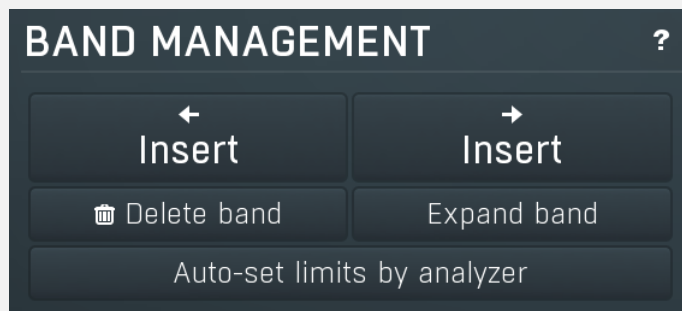 BAND MANAGEMENT ?
← →
Insert Insert
Delete band Expand band
Auto-set limits by analyzer